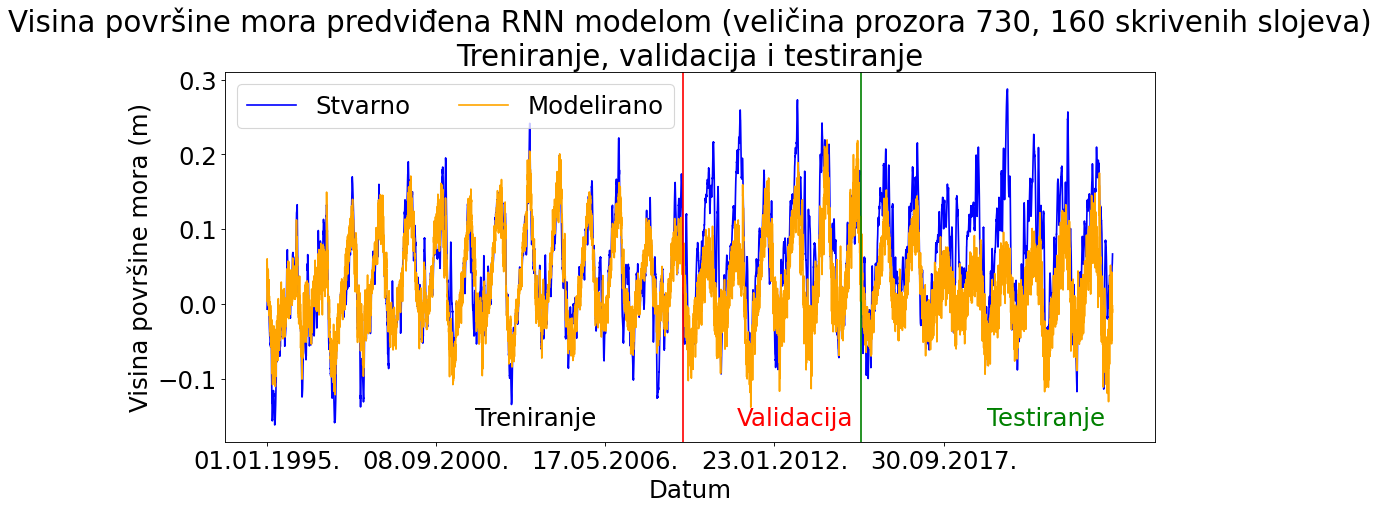 Visina površine mora predviđena RNN modelom (veličina prozora 730, 160 skrivenih slojeva)
Treniranje, validacija i testiranje
Stvarno
Modelirano
Visina površine mora (m)
0.3
0.2
0.1
0.0
−0.1
Treniranje
Validacija
Testiranje
01.01.1995.
08.09.2000.
17.05.2006.
23.01.2012.
30.09.2017.
Datum